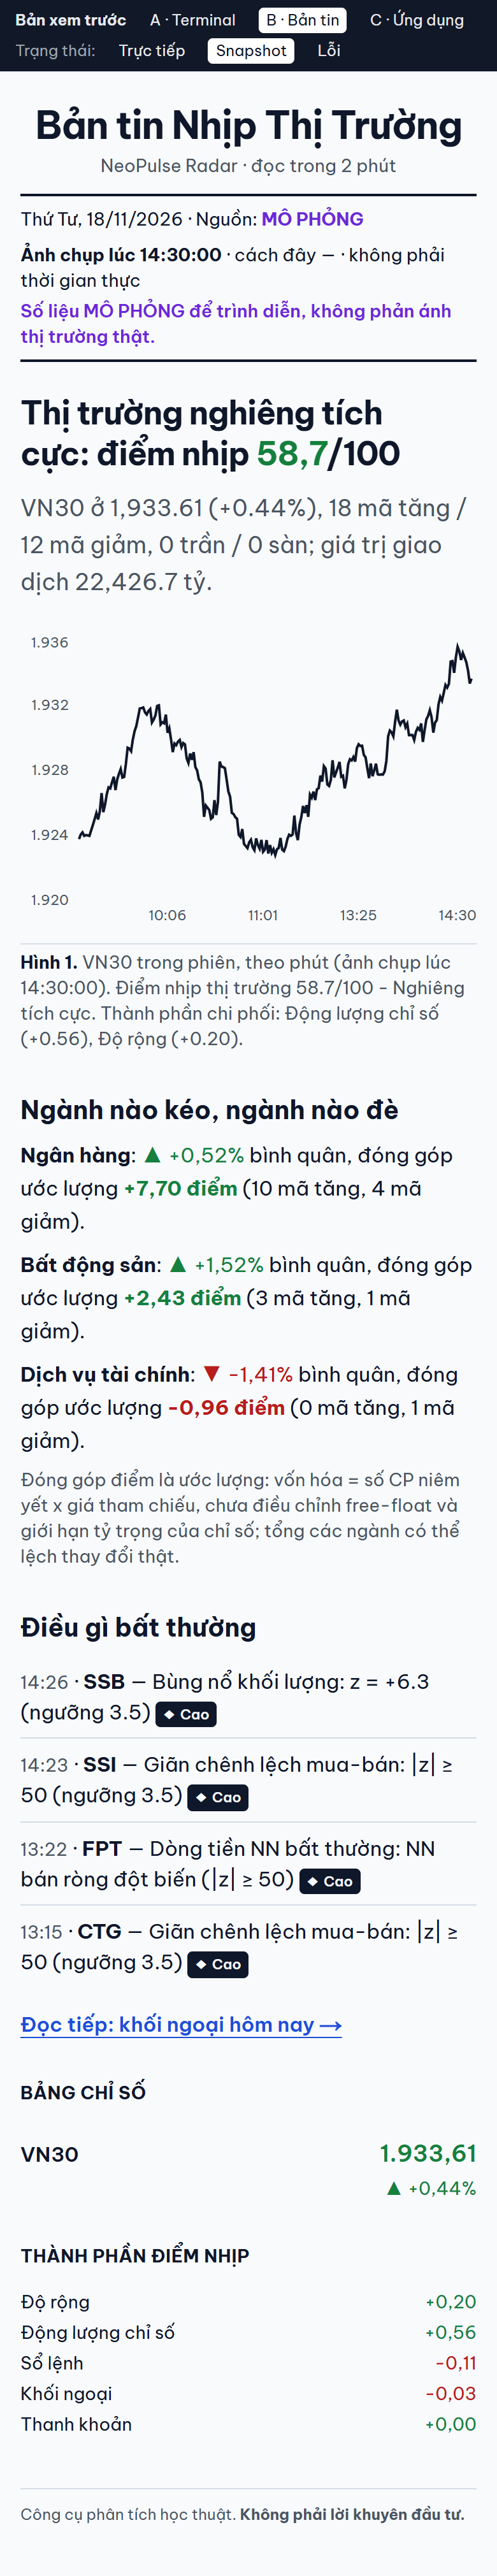 Bản xem trước A · Terminal B · Bản tin C · Ứng dụng
Trạng thái: Trực tiếp Snapshot Lỗi
Bản tin Nhịp Thị Trường
NeoPulse Radar · đọc trong 2 phút
Thứ Tư, 18/11/2026 · Nguồn: MÔ PHỎNG
Ảnh chụp lúc 14:30:00 · cách đây — · không phải
thời gian thực
Số liệu MÔ PHỎNG để trình diễn, không phản ánh
thị trường thật.
Thị trường nghiêng tích
cực: điểm nhịp 58,7/100
VN30 ở 1,933.61 (+0.44%), 18 mã tăng /
12 mã giảm, 0 trần / 0 sàn; giá trị giao
dịch 22,426.7 tỷ.
1.936
1.932
1.928
1.924
1.920
10:06 11:01 13:25 14:30
Hình 1. VN30 trong phiên, theo phút (ảnh chụp lúc
14:30:00). Điểm nhịp thị trường 58.7/100 - Nghiêng
tích cực. Thành phần chi phối: Động lượng chỉ số
(+0.56), Độ rộng (+0.20).
Ngành nào kéo, ngành nào đè
Ngân hàng: ▲ +0,52% bình quân, đóng góp
ước lượng +7,70 điểm (10 mã tăng, 4 mã
giảm).
Bất động sản: ▲ +1,52% bình quân, đóng góp
ước lượng +2,43 điểm (3 mã tăng, 1 mã
giảm).
Dịch vụ tài chính: ▼ -1,41% bình quân, đóng
góp ước lượng -0,96 điểm (0 mã tăng, 1 mã
giảm).
Đóng góp điểm là ước lượng: vốn hóa = số CP niêm
yết x giá tham chiếu, chưa điều chỉnh free-float và
giới hạn tỷ trọng của chỉ số; tổng các ngành có thể
lệch thay đổi thật.
Điều gì bất thường
14:26 · SSB — Bùng nổ khối lượng: z = +6.3
(ngưỡng 3.5) ◆ Cao
14:23 · SSI — Giãn chênh lệch mua-bán: |z| ≥
50 (ngưỡng 3.5) ◆ Cao
13:22 · FPT — Dòng tiền NN bất thường: NN
bán ròng đột biến (|z| ≥ 50) ◆ Cao
13:15 · CTG — Giãn chênh lệch mua-bán: |z| ≥
50 (ngưỡng 3.5) ◆ Cao
Đọc tiếp: khối ngoại hôm nay →
BẢNG CHỈ SỐ
VN30 1.933,61
▲ +0,44%
THÀNH PHẦN ĐIỂM NHỊP
Độ rộng +0,20
Động lượng chỉ số +0,56
Sổ lệnh -0,11
Khối ngoại -0,03
Thanh khoản +0,00
Công cụ phân tích học thuật. Không phải lời khuyên đầu tư.